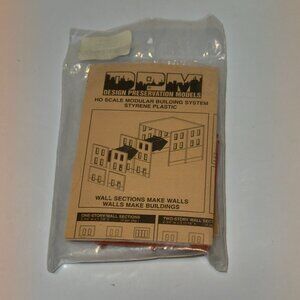 DPM
DESIGN PRESERVATION MODELS
HO SCALE MODULAR BUILDING SYSTEM
STYRENE PLASTIC
WALL SECTIONS MAKE WALLS
WALLS MAKE BUILDINGS
ONE-STORY WALL SECTIONS
TWO-STORY WALL SEC